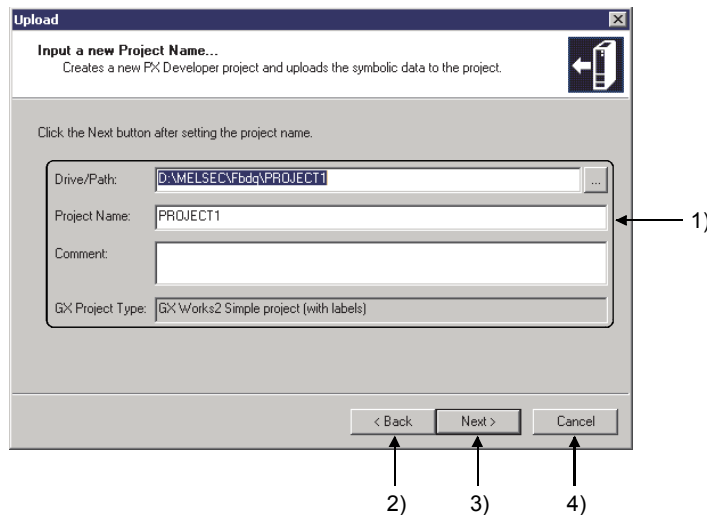 Upload
Input a new Project Name...
Creates a new PX Developer project and uploads the symbolic data to the project.
Click the Next button after setting the project name.
Drive/Path: D:\MELSEC\Fbdq\PROJECT1 ...
Project Name: PROJECT1
1)
Comment:
GX Project Type: GX Works2 Simple project (with labels)
< Back Next > Cancel
2) 3) 4)